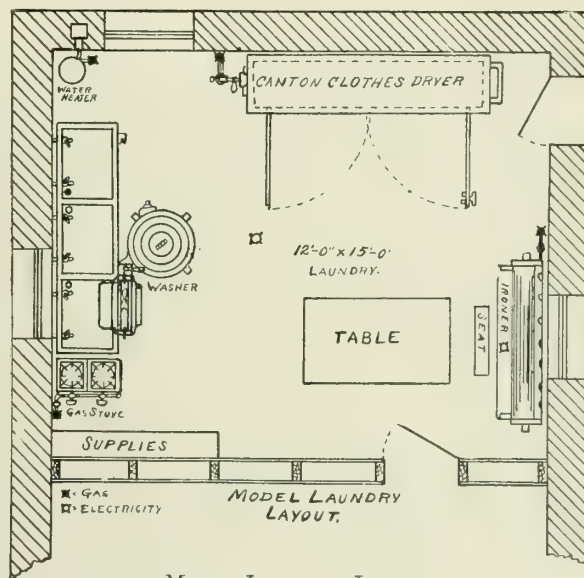 WATER
HEATER
CANTON CLOTHES DRYER
12'-0" x 15'-0"
LAUNDRY.
WASHER
IRONER
SEAT
TABLE
GAS STOVE
SUPPLIES
= GAS
= ELECTRICITY
MODEL LAUNDRY
LAYOUT.